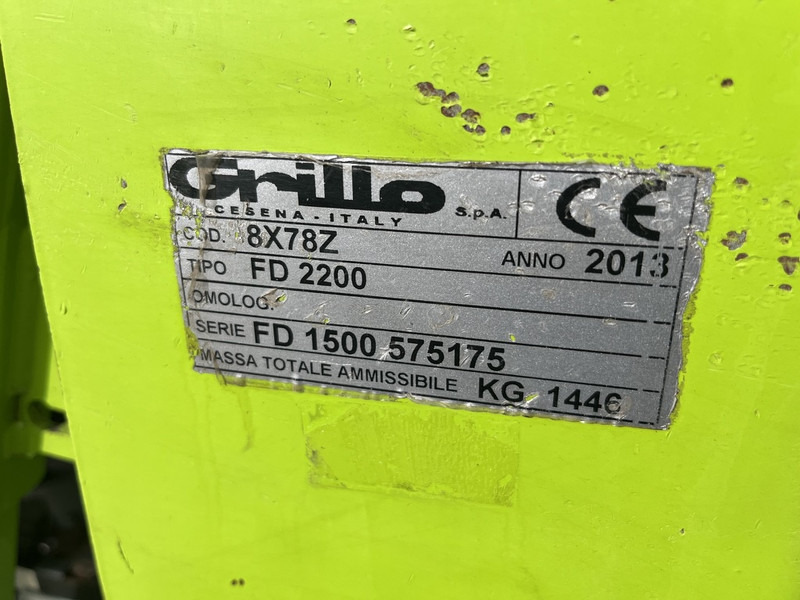 Grillo S.p.A. CE
CESENA - ITALY
COD. 8X78Z ANNO 2013
TIPO FD 2200
OMOLOG.
SERIE FD 1500 575175
MASSA TOTALE AMMISSIBILE KG 1446